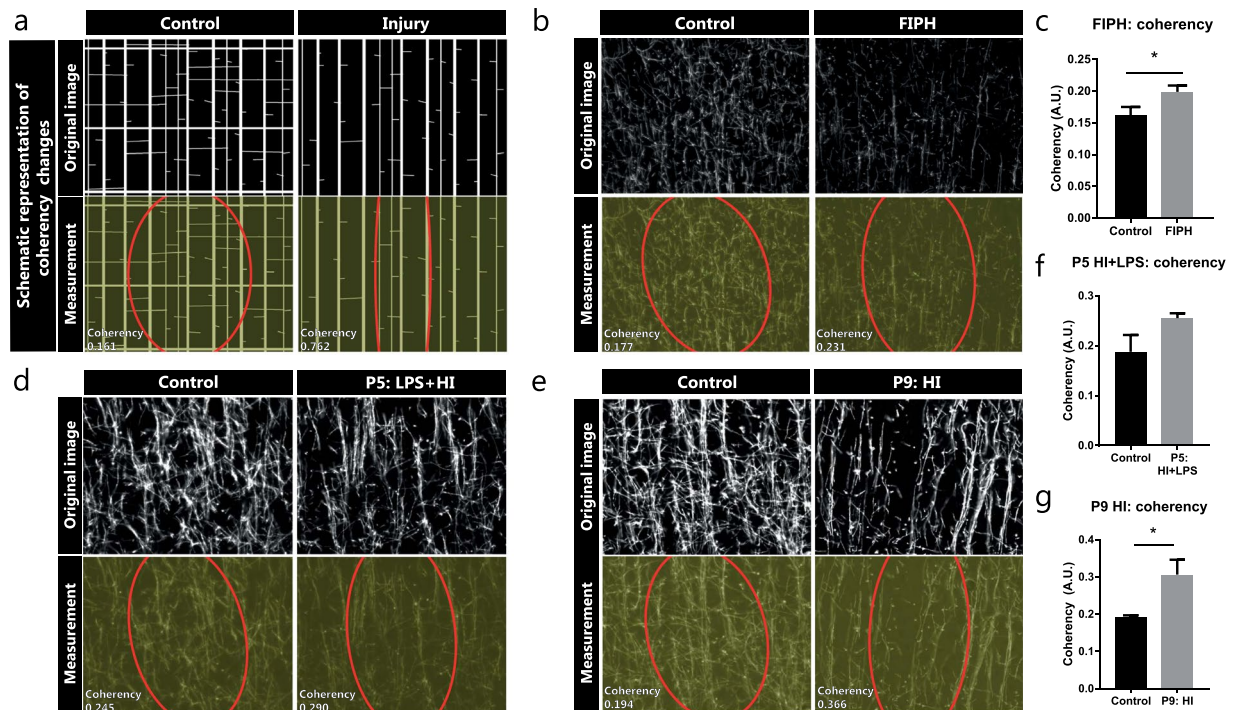 a
Control
Injury
Schematic representation of
coherency changes
Original image
Measurement
Coherency
0.161
Coherency
0.762
b
Control
FIPH
Original image
Measurement
Coherency
0.177
Coherency
0.231
c
FIPH: coherency
Coherency (A.U.)
0.25
0.20
0.15
0.10
0.05
0.00
*
Control
FIPH
d
Control
P5: LPS+HI
Original image
Measurement
Coherency
0.245
Coherency
0.290
e
Control
P9: HI
Original image
Measurement
Coherency
0.194
Coherency
0.366
f
P5 HI+LPS: coherency
Coherency (A.U.)
0.3
0.2
0.1
0.0
Control
P5:
HI+LPS
g
P9 HI: coherency
Coherency (A.U.)
0.4
0.3
0.2
0.1
0.0
*
Control
P9: HI